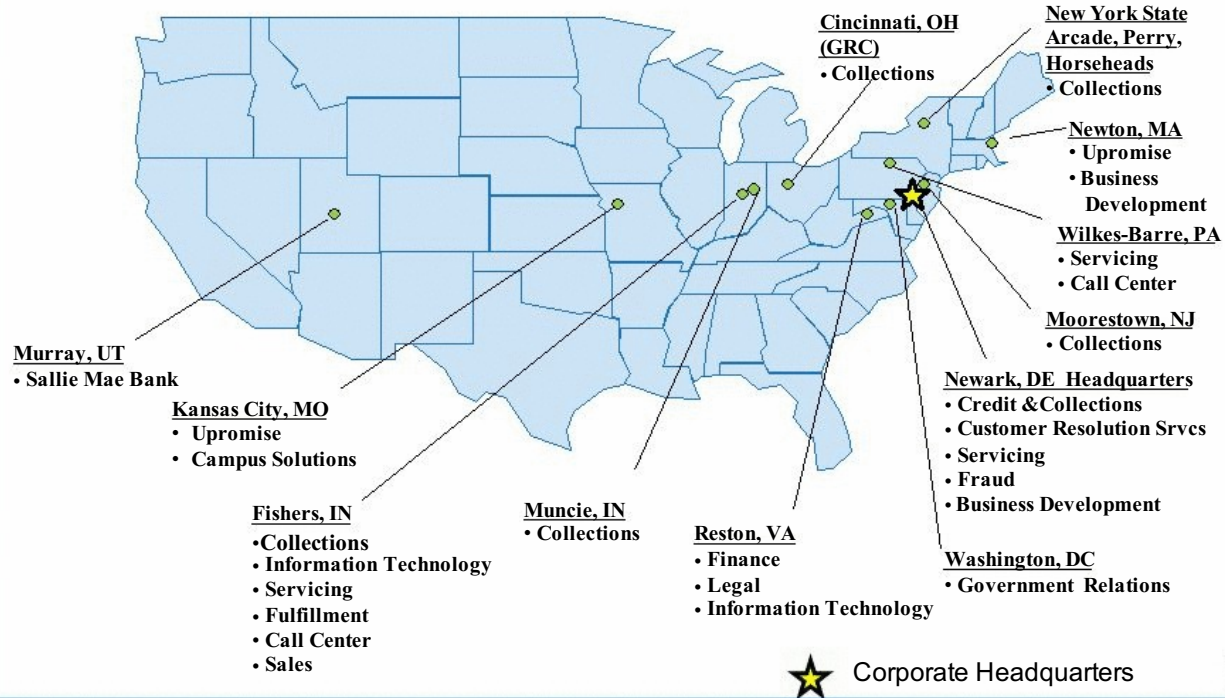 Cincinnati, OH
(GRC)
• Collections
New York State
Arcade, Perry,
Horseheads
• Collections
Newton, MA
• Upromise
• Business
Development
Wilkes-Barre, PA
• Servicing
• Call Center
Moorestown, NJ
• Collections
Murray, UT
• Sallie Mae Bank
Kansas City, MO
• Upromise
• Campus Solutions
Fishers, IN
•Collections
• Information Technology
• Servicing
• Fulfillment
• Call Center
• Sales
Muncie, IN
• Collections
Reston, VA
• Finance
• Legal
• Information Technology
Newark, DE Headquarters
• Credit &Collections
• Customer Resolution Srvcs
• Servicing
• Fraud
• Business Development
Washington, DC
• Government Relations
Corporate Headquarters